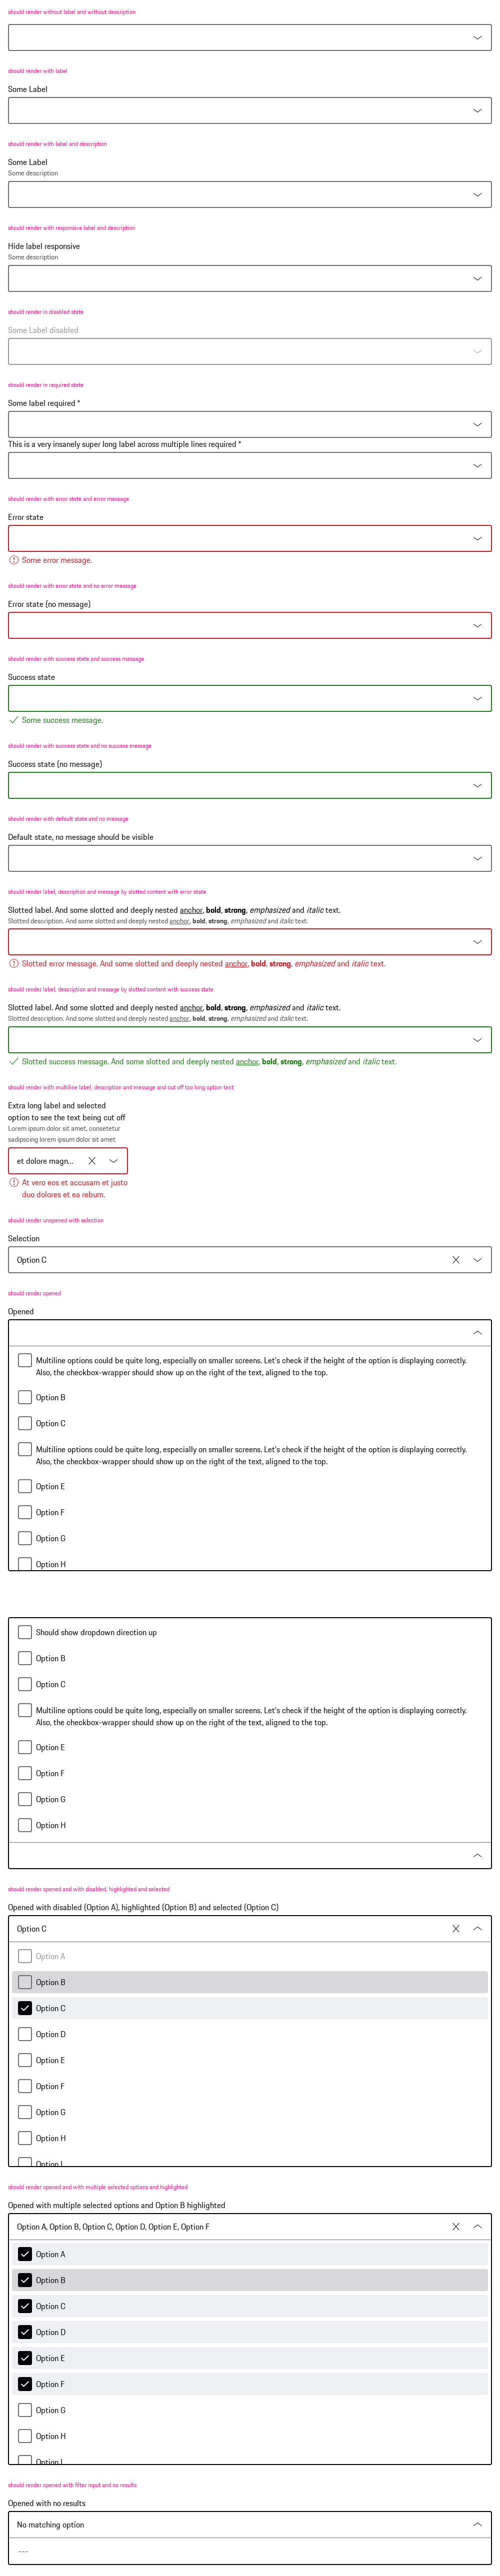 should render without label and without description
should render with label
Some Label
should render with label and description
Some Label
Some description
should render with responsive label and description
Hide label responsive
Some description
should render in disabled state
Some Label disabled
should render in required state
Some label required *
This is a very insanely super long label across multiple lines required *
should render with error state and error message
Error state
Some error message.
should render with error state and no error message
Error state (no message)
should render with success state and success message
Success state
Some success message.
should render with success state and no success message
Success state (no message)
should render with default state and no message
Default state, no message should be visible
should render label, description and message by slotted content with error state
Slotted label. And some slotted and deeply nested anchor, bold, strong, emphasized and italic text.
Slotted description. And some slotted and deeply nested anchor, bold, strong, emphasized and italic text.
Slotted error message. And some slotted and deeply nested anchor, bold, strong, emphasized and italic text.
should render label, description and message by slotted content with success state
Slotted label. And some slotted and deeply nested anchor, bold, strong, emphasized and italic text.
Slotted description. And some slotted and deeply nested anchor, bold, strong, emphasized and italic text.
Slotted success message. And some slotted and deeply nested anchor, bold, strong, emphasized and italic text.
should render with multiline label, description and message and cut off too long option text
Extra long label and selected
option to see the text being cut off
Lorem ipsum dolor sit amet, consetetur
sadipscing lorem ipsum dolor sit amet
et dolore magn...
At vero eos et accusam et justo
duo dolores et ea rebum.
should render unopened with selection
Selection
Option C
should render opened
Opened
Multiline options could be quite long, especially on smaller screens. Let's check if the height of the option is displaying correctly.
Also, the checkbox-wrapper should show up on the right of the text, aligned to the top.
Option B
Option C
Multiline options could be quite long, especially on smaller screens. Let's check if the height of the option is displaying correctly.
Also, the checkbox-wrapper should show up on the right of the text, aligned to the top.
Option E
Option F
Option G
Option H
Should show dropdown direction up
Option B
Option C
Multiline options could be quite long, especially on smaller screens. Let's check if the height of the option is displaying correctly.
Also, the checkbox-wrapper should show up on the right of the text, aligned to the top.
Option E
Option F
Option G
Option H
should render opened and with disabled, highlighted and selected
Opened with disabled (Option A), highlighted (Option B) and selected (Option C)
Option C
Option A
Option B
Option C
Option D
Option E
Option F
Option G
Option H
Option I
should render opened and with multiple selected options and highlighted
Opened with multiple selected options and Option B highlighted
Option A, Option B, Option C, Option D, Option E, Option F
Option A
Option B
Option C
Option D
Option E
Option F
Option G
Option H
Option I
should render opened with filter input and no results
Opened with no results
No matching option
---